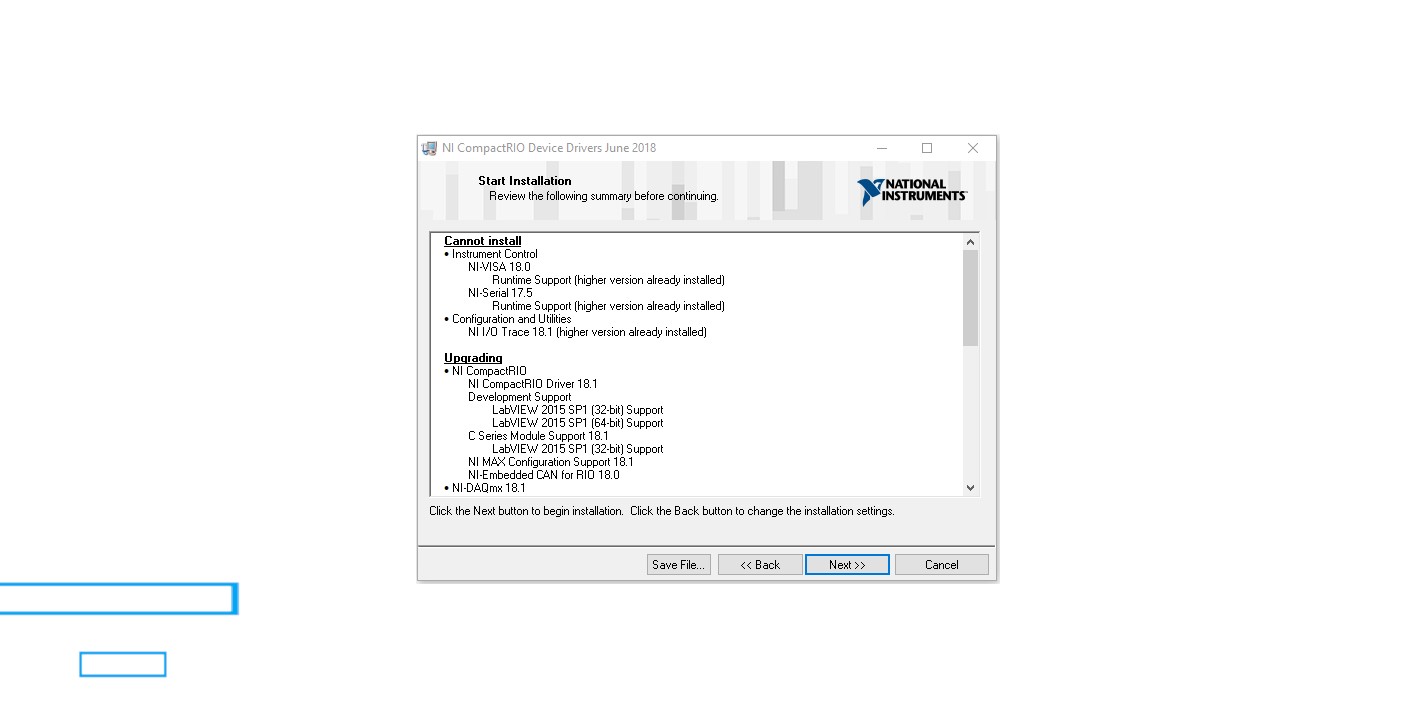 NI CompactRIO Device Drivers June 2018
Start Installation
Review the following summary before continuing.
NATIONAL
INSTRUMENTS
Cannot install
• Instrument Control
NI-VISA 18.0
Runtime Support (higher version already installed)
NI-Serial 17.5
Runtime Support (higher version already installed)
• Configuration and Utilities
NI I/O Trace 18.1 (higher version already installed)
Upgrading
• NI CompactRIO
NI CompactRIO Driver 18.1
Development Support
LabVIEW 2015 SP1 (32-bit) Support
LabVIEW 2015 SP1 (64-bit) Support
C Series Module Support 18.1
LabVIEW 2015 SP1 (32-bit) Support
NI MAX Configuration Support 18.1
NI-Embedded CAN for RIO 18.0
• NI-DAQmx 18.1
Click the Next button to begin installation. Click the Back button to change the installation settings.
Save File... << Back Next >> Cancel